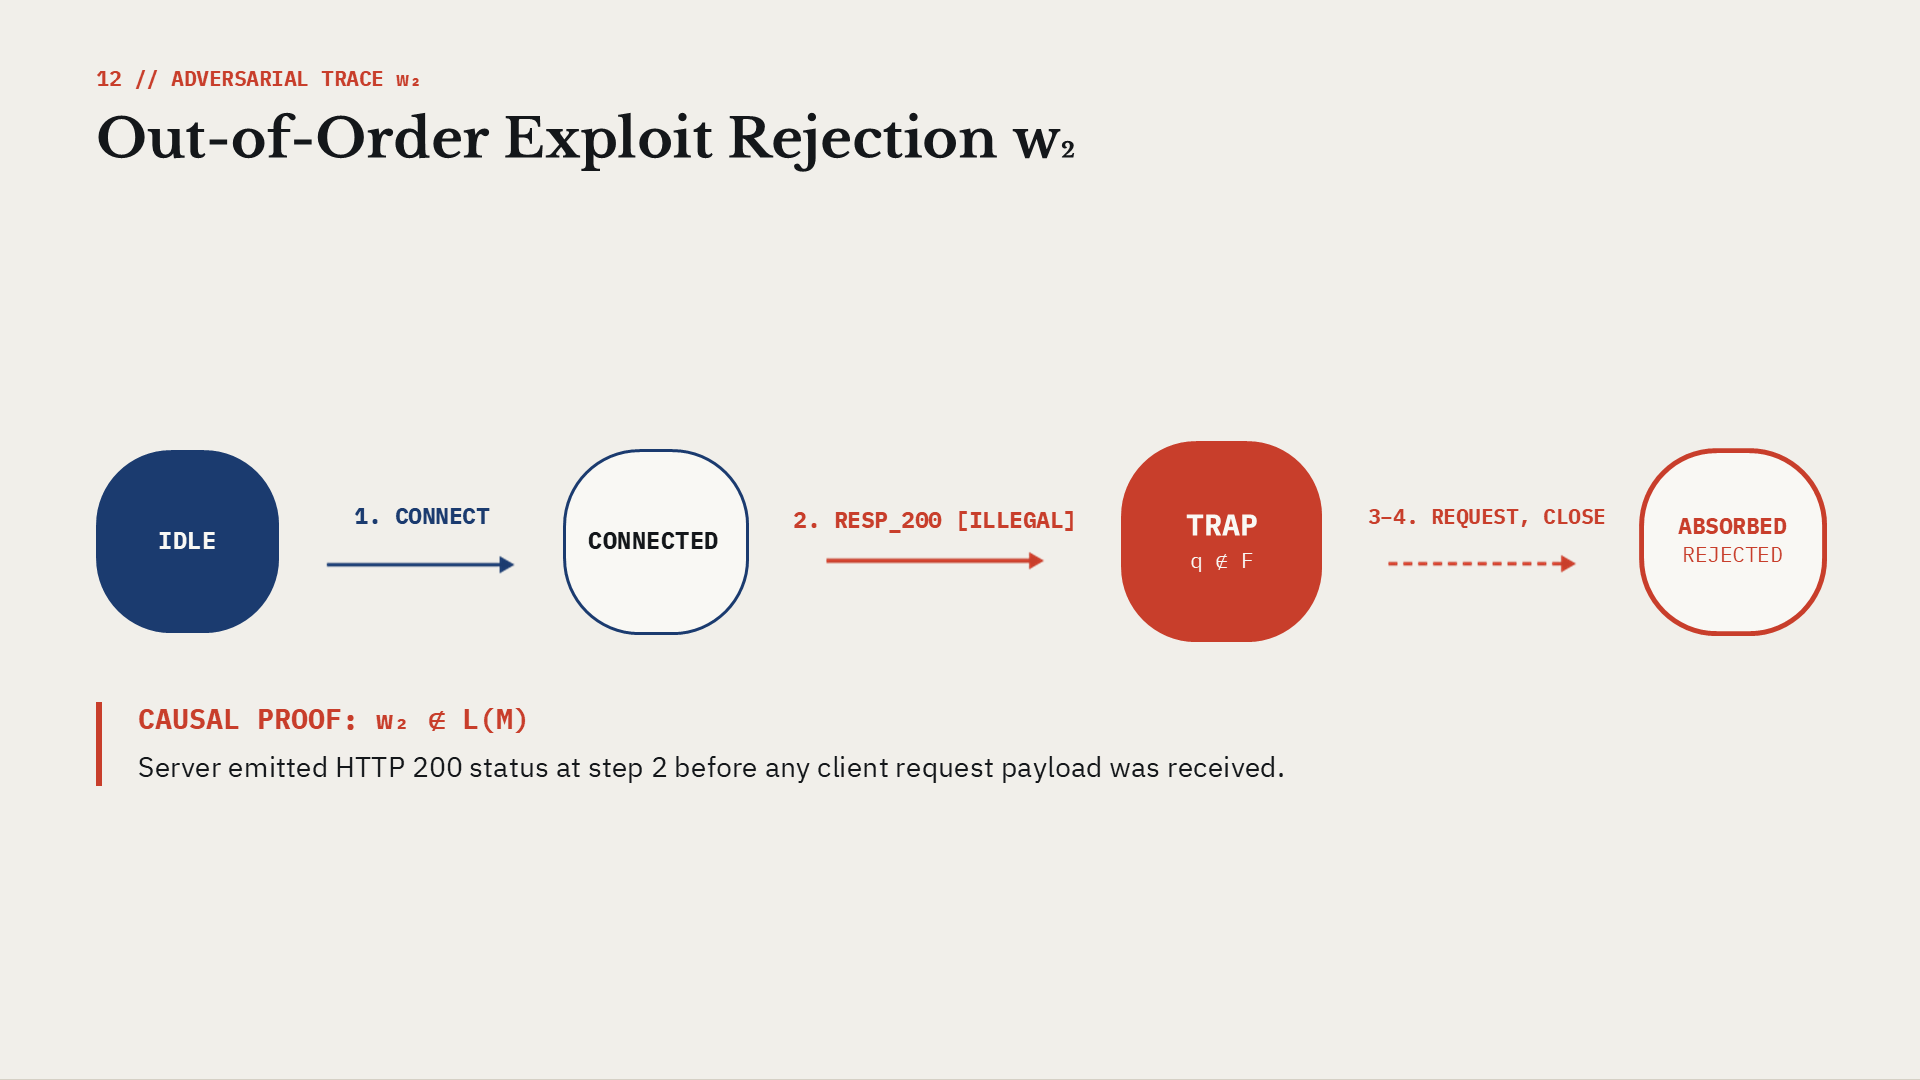 12 // ADVERSARIAL TRACE w₂
Out-of-Order Exploit Rejection w₂
IDLE
1. CONNECT
CONNECTED
2. RESP_200 [ILLEGAL]
TRAP
q ∉ F
3–4. REQUEST, CLOSE
ABSORBED
REJECTED
CAUSAL PROOF: w₂ ∉ L(M)
Server emitted HTTP 200 status at step 2 before any client request payload was received.